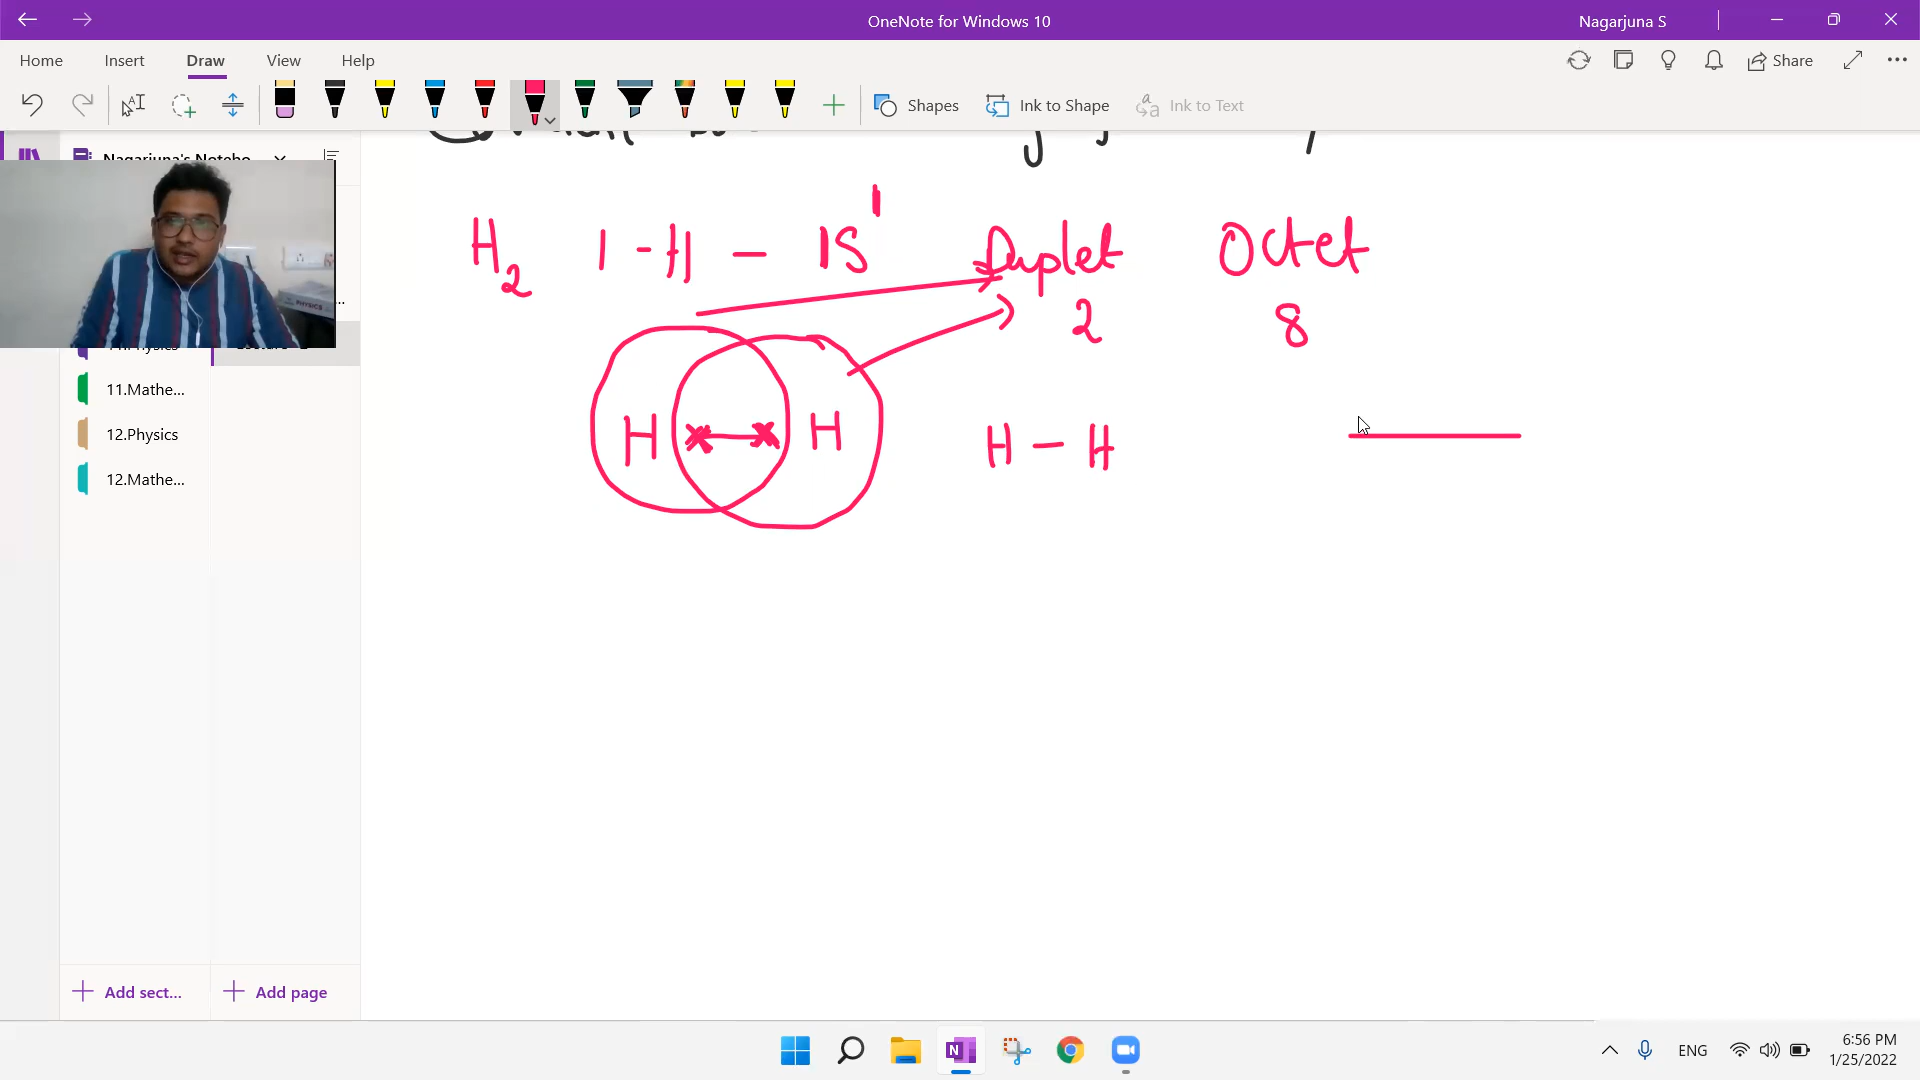 OneNote for Windows 10
Nagarjuna S
Home Insert Draw View Help
Share
Shapes Ink to Shape Ink to Text
Nagarjuna's Notebo
H2 1-H - 1S1 Duplet Octet
2 8
H H
H - H
11.Mathe...
12.Physics
12.Mathe...
Add sect... Add page
ENG
6:56 PM
1/25/2022